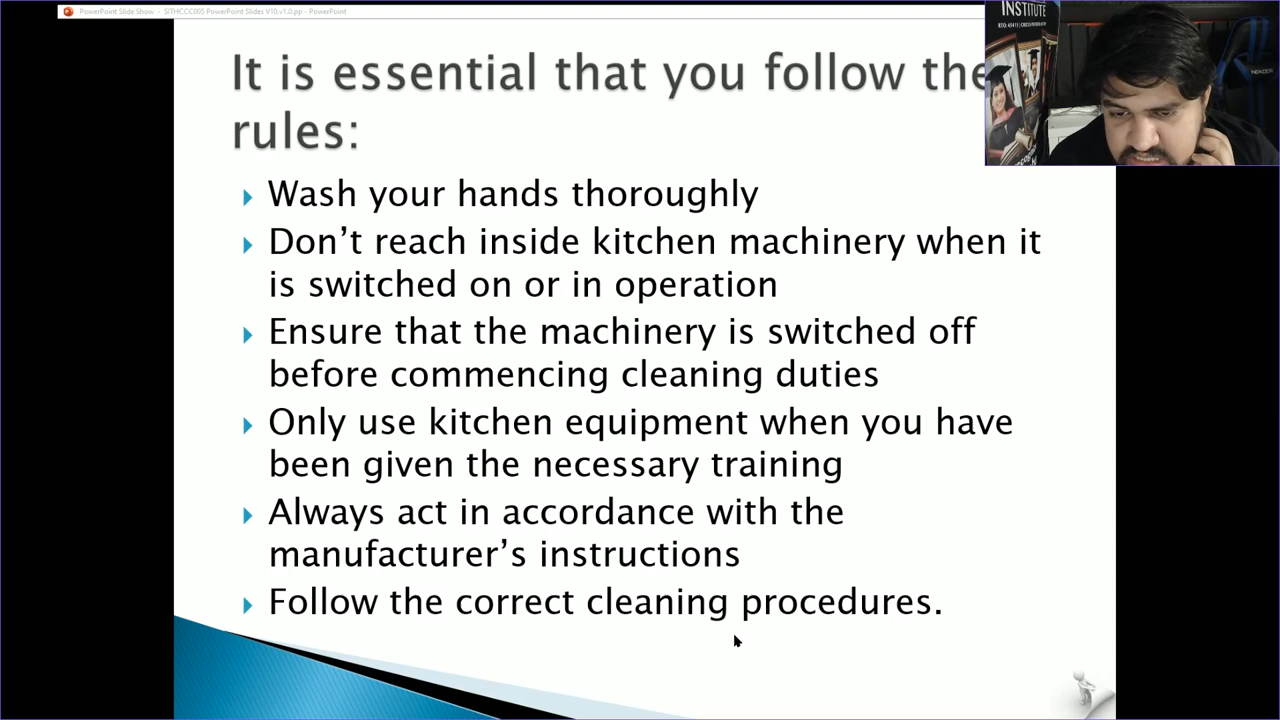 PowerPoint Slide Show - SITHCCC005 PowerPoint Slides V10.v1.0.pp - PowerPoint
INSTITUTE
It is essential that you follow the
rules:
Wash your hands thoroughly
Don't reach inside kitchen machinery when it
is switched on or in operation
Ensure that the machinery is switched off
before commencing cleaning duties
Only use kitchen equipment when you have
been given the necessary training
Always act in accordance with the
manufacturer's instructions
Follow the correct cleaning procedures.